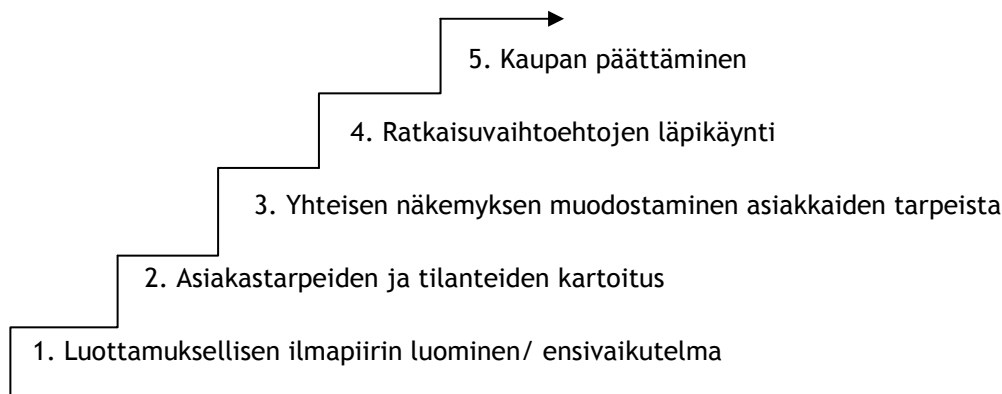 5. Kaupan päättäminen
4. Ratkaisuvaihtoehtojen läpikäynti
3. Yhteisen näkemyksen muodostaminen asiakkaiden tarpeista
2. Asiakastarpeiden ja tilanteiden kartoitus
1. Luottamuksellisen ilmapiirin luominen/ ensivaikutelma